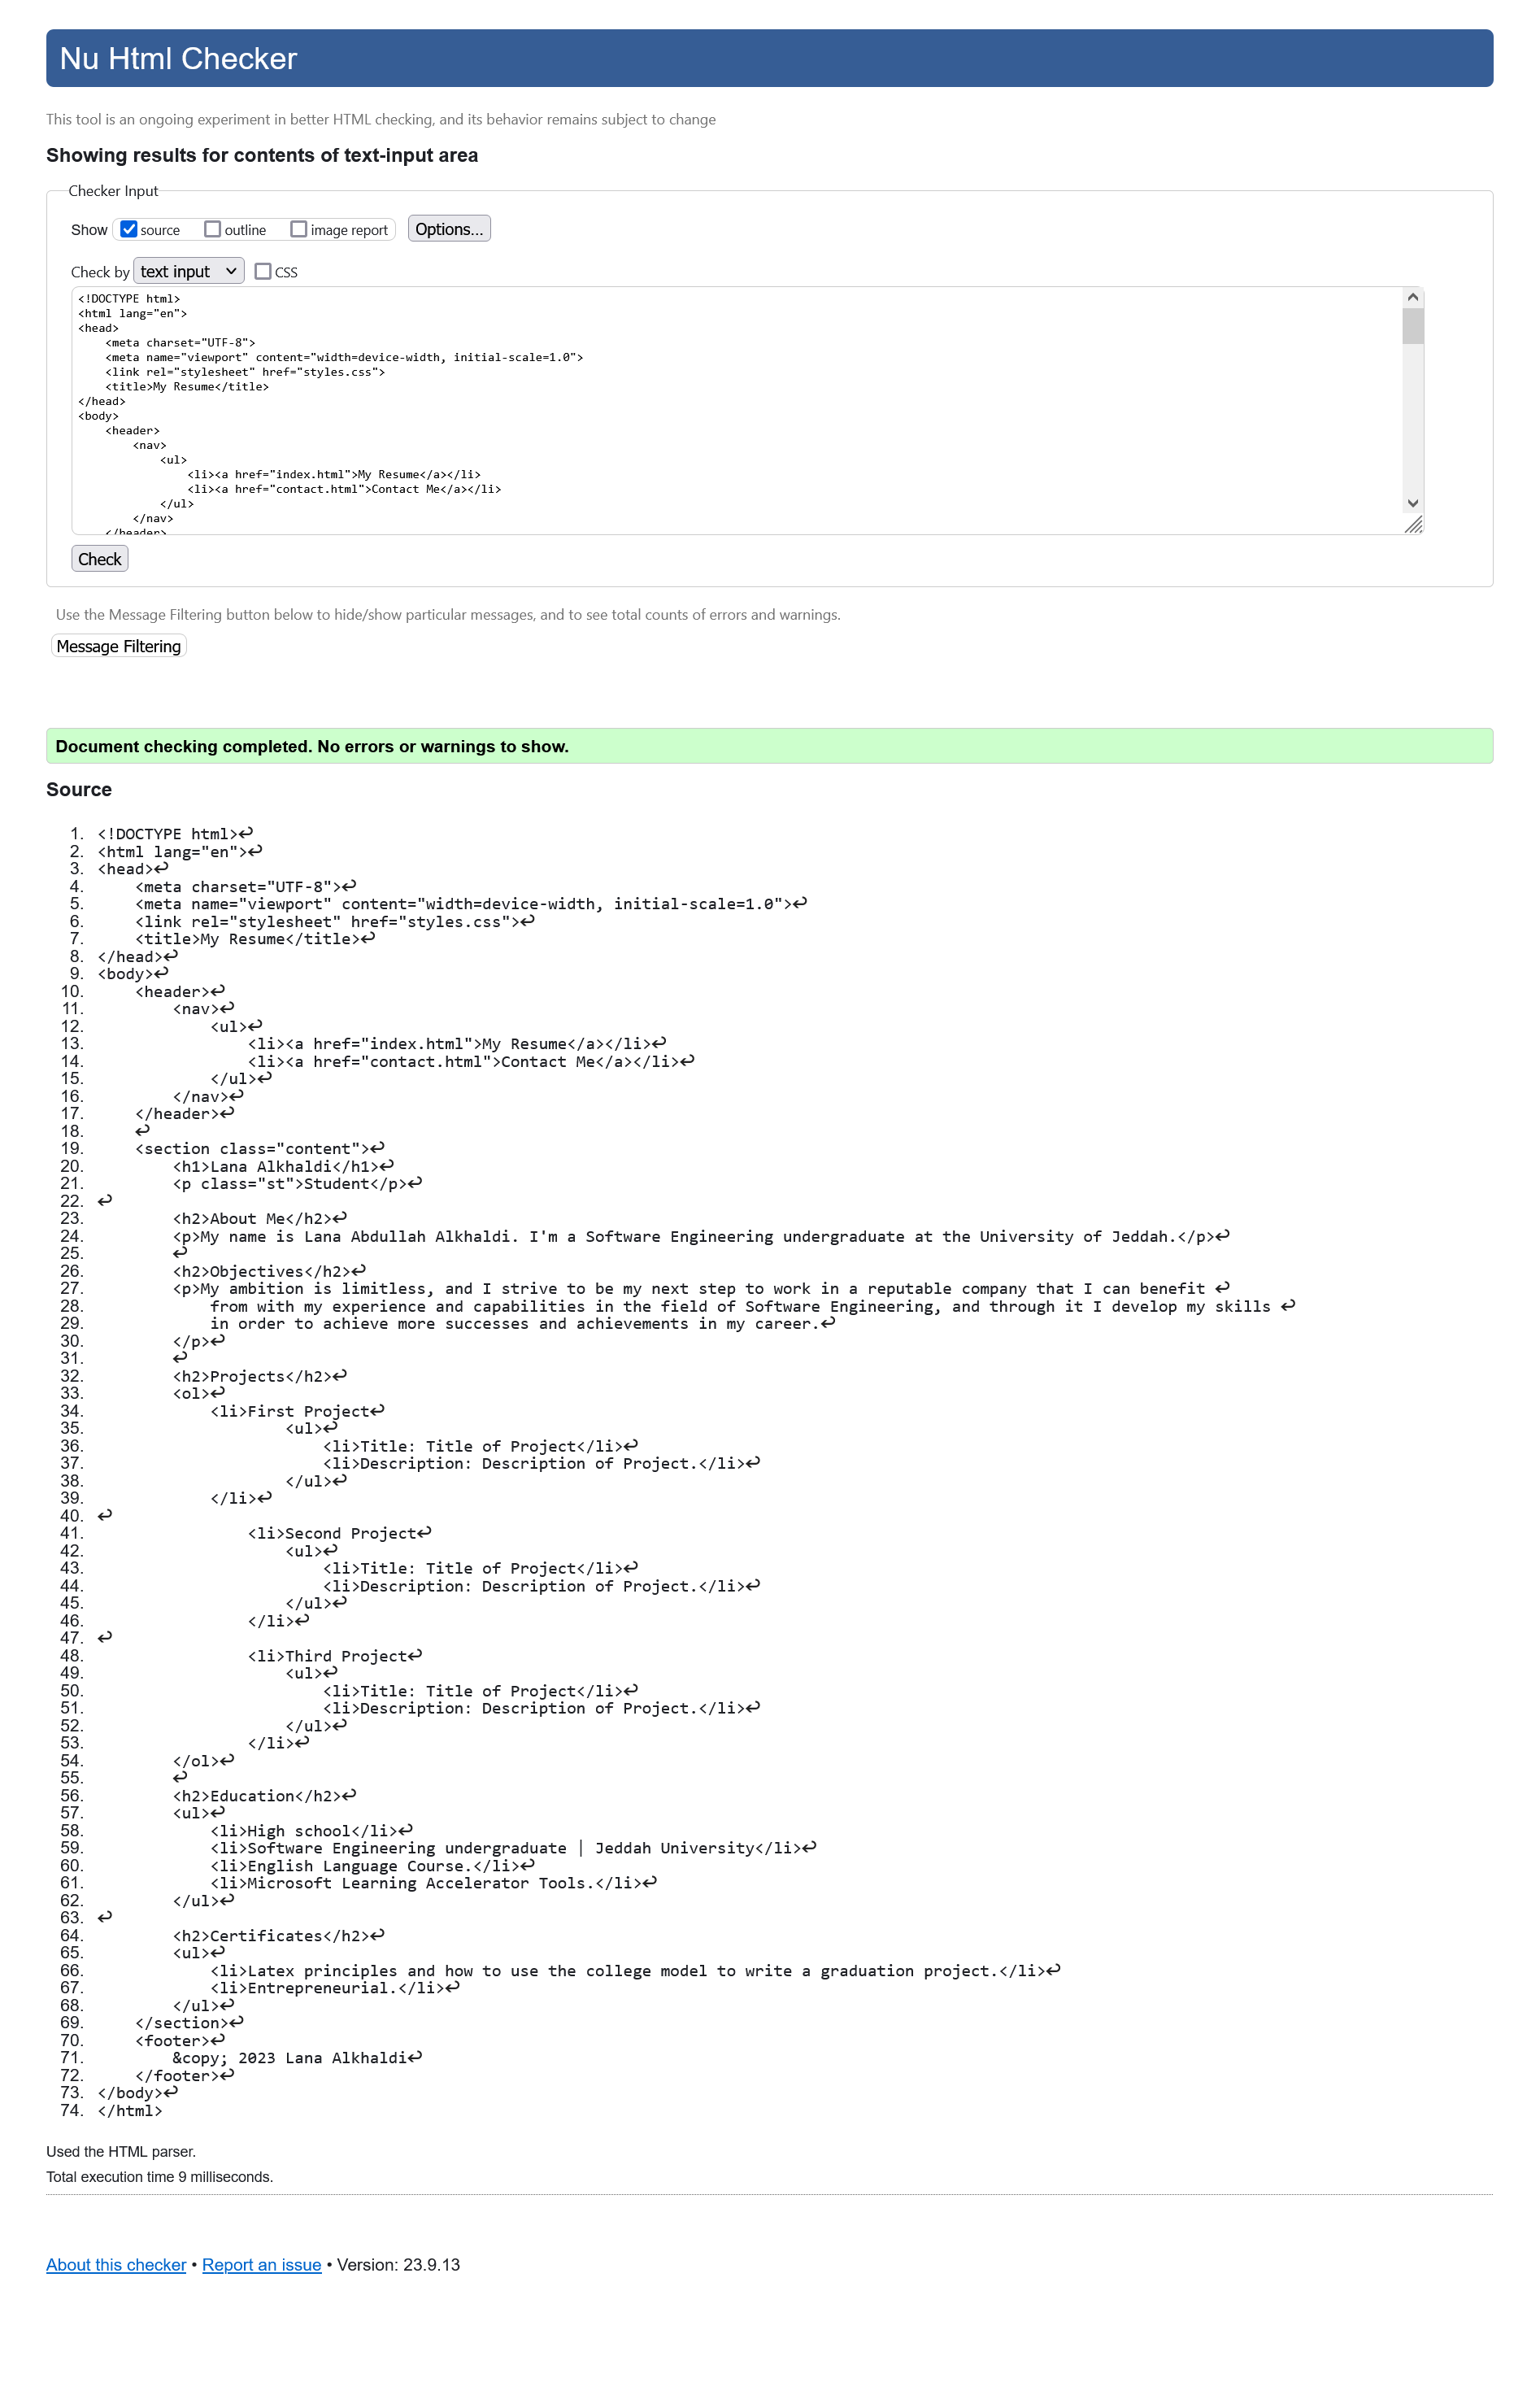 Nu Html Checker
This tool is an ongoing experiment in better HTML checking, and its behavior remains subject to change
Showing results for contents of text-input area
Checker Input
Show source outline image report Options...
Check by text input CSS
<!DOCTYPE html>
<html lang="en">
<head>
    <meta charset="UTF-8">
    <meta name="viewport" content="width=device-width, initial-scale=1.0">
    <link rel="stylesheet" href="styles.css">
    <title>My Resume</title>
</head>
<body>
    <header>
        <nav>
            <ul>
                <li><a href="index.html">My Resume</a></li>
                <li><a href="contact.html">Contact Me</a></li>
            </ul>
        </nav>
    </header>
Check
Use the Message Filtering button below to hide/show particular messages, and to see total counts of errors and warnings.
Message Filtering
Document checking completed. No errors or warnings to show.
Source
1. <!DOCTYPE html>↩
2. <html lang="en">↩
3. <head>↩
4.     <meta charset="UTF-8">↩
5.     <meta name="viewport" content="width=device-width, initial-scale=1.0">↩
6.     <link rel="stylesheet" href="styles.css">↩
7.     <title>My Resume</title>↩
8. </head>↩
9. <body>↩
10.     <header>↩
11.         <nav>↩
12.             <ul>↩
13.                 <li><a href="index.html">My Resume</a></li>↩
14.                 <li><a href="contact.html">Contact Me</a></li>↩
15.             </ul>↩
16.         </nav>↩
17.     </header>↩
18.     ↩
19.     <section class="content">↩
20.         <h1>Lana Alkhaldi</h1>↩
21.         <p class="st">Student</p>↩
22. ↩
23.         <h2>About Me</h2>↩
24.         <p>My name is Lana Abdullah Alkhaldi. I'm a Software Engineering undergraduate at the University of Jeddah.</p>↩
25.         ↩
26.         <h2>Objectives</h2>↩
27.         <p>My ambition is limitless, and I strive to be my next step to work in a reputable company that I can benefit ↩
28.             from with my experience and capabilities in the field of Software Engineering, and through it I develop my skills ↩
29.             in order to achieve more successes and achievements in my career.↩
30.         </p>↩
31.         ↩
32.         <h2>Projects</h2>↩
33.         <ol>↩
34.             <li>First Project↩
35.                     <ul>↩
36.                         <li>Title: Title of Project</li>↩
37.                         <li>Description: Description of Project.</li>↩
38.                     </ul>↩
39.             </li>↩
40. ↩
41.                 <li>Second Project↩
42.                     <ul>↩
43.                         <li>Title: Title of Project</li>↩
44.                         <li>Description: Description of Project.</li>↩
45.                     </ul>↩
46.                 </li>↩
47. ↩
48.                 <li>Third Project↩
49.                     <ul>↩
50.                         <li>Title: Title of Project</li>↩
51.                         <li>Description: Description of Project.</li>↩
52.                     </ul>↩
53.                 </li>↩
54.         </ol>↩
55.         ↩
56.         <h2>Education</h2>↩
57.         <ul>↩
58.             <li>High school</li>↩
59.             <li>Software Engineering undergraduate | Jeddah University</li>↩
60.             <li>English Language Course.</li>↩
61.             <li>Microsoft Learning Accelerator Tools.</li>↩
62.         </ul>↩
63. ↩
64.         <h2>Certificates</h2>↩
65.         <ul>↩
66.             <li>Latex principles and how to use the college model to write a graduation project.</li>↩
67.             <li>Entrepreneurial.</li>↩
68.         </ul>↩
69.     </section>↩
70.     <footer>↩
71.         &copy; 2023 Lana Alkhaldi↩
72.     </footer>↩
73. </body>↩
74. </html>
Used the HTML parser.
Total execution time 9 milliseconds.
About this checker • Report an issue • Version: 23.9.13